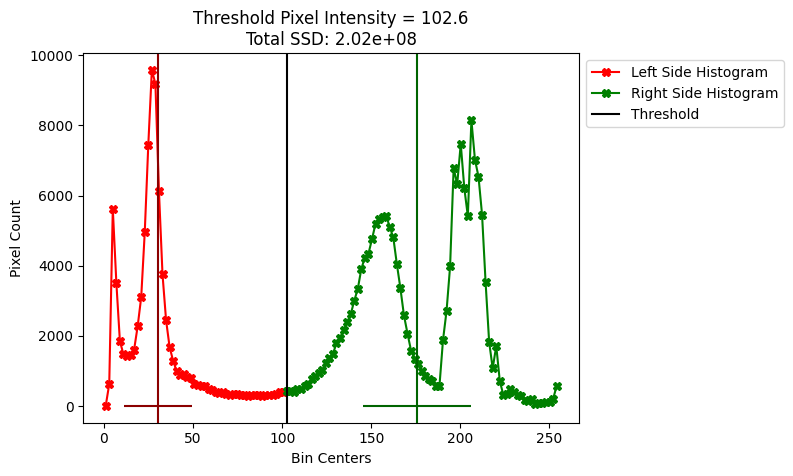 Threshold Pixel Intensity = 102.6
Total SSD: 2.02e+08
Left Side Histogram
Right Side Histogram
Threshold
Pixel Count
10000
8000
6000
4000
2000
0
0 50 100 150 200 250
Bin Centers